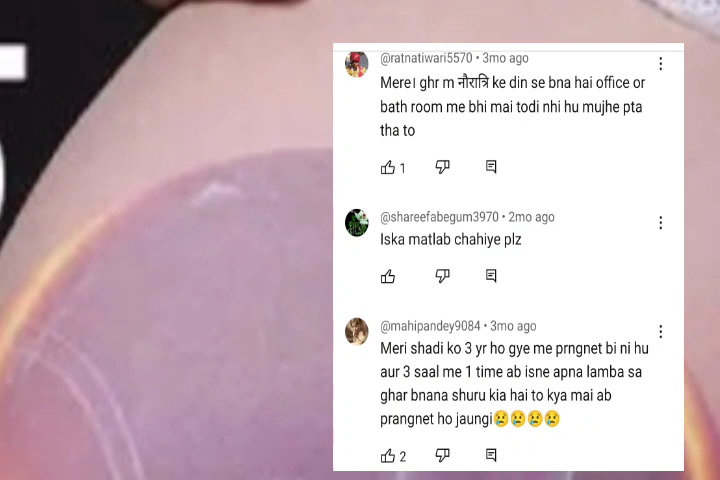 @ratnatiwari5570 • 3mo ago
Mere। ghr m नौरात्रि ke din se bna hai office or
bath room me bhi mai todi nhi hu mujhe pta
tha to
1
@shareefabegum3970 • 2mo ago
Iska matlab chahiye plz
@mahipandey9084 • 3mo ago
Meri shadi ko 3 yr ho gye me prngnet bi ni hu
aur 3 saal me 1 time ab isne apna lamba sa
ghar bnana shuru kia hai to kya mai ab
prangnet ho jaungi😢😢😢😢
2